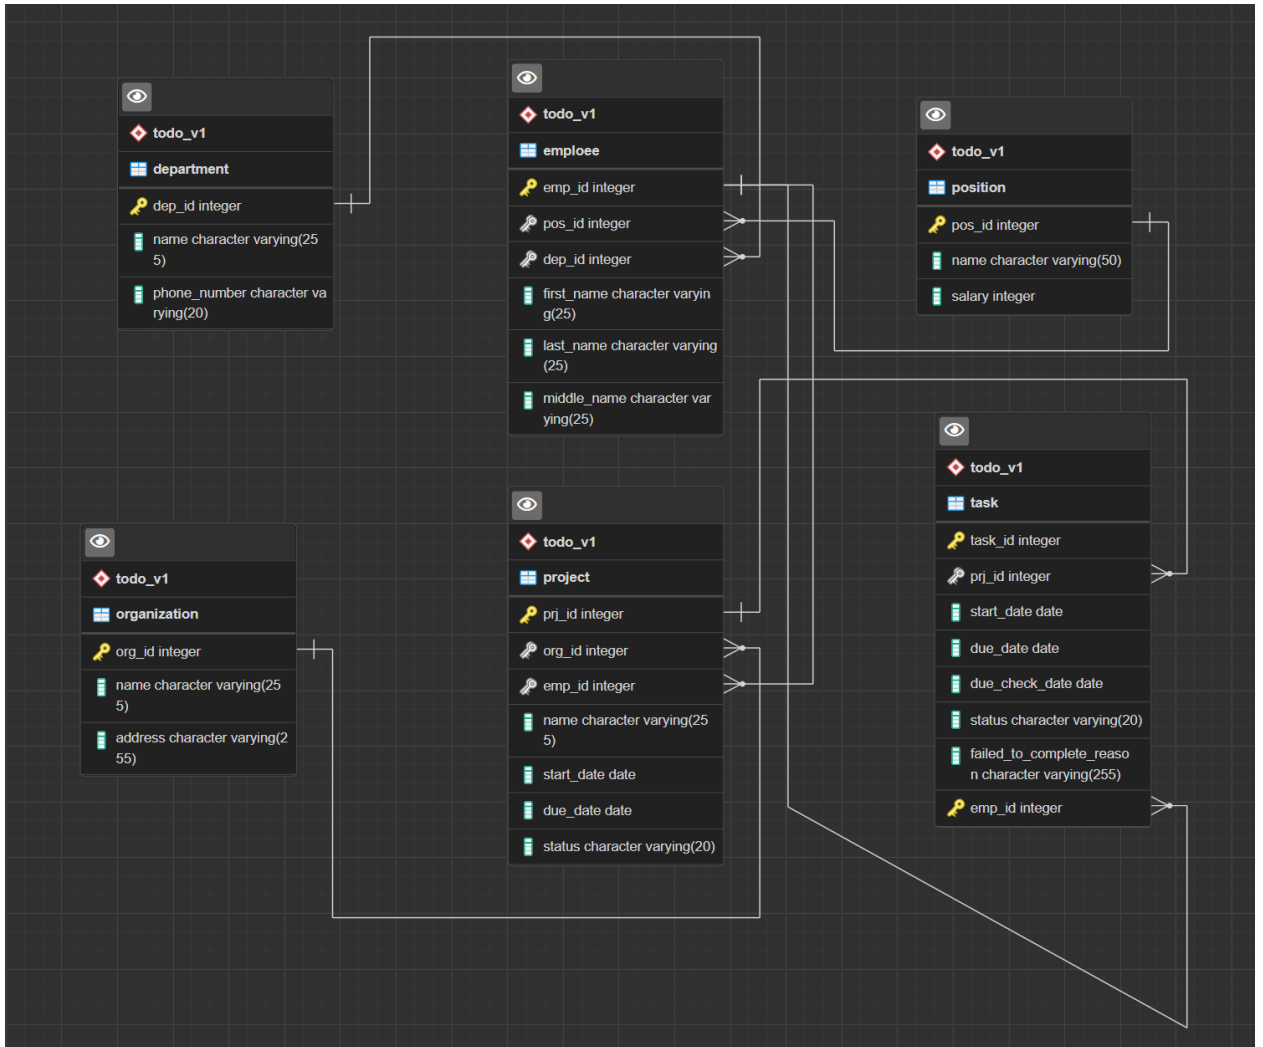 todo_v1
department
dep_id integer
name character varying(25
5)
phone_number character va
rying(20)
todo_v1
emploee
emp_id integer
pos_id integer
dep_id integer
first_name character varyin
g(25)
last_name character varying
(25)
middle_name character var
ying(25)
todo_v1
position
pos_id integer
name character varying(50)
salary integer
todo_v1
organization
org_id integer
name character varying(25
5)
address character varying(2
55)
todo_v1
project
prj_id integer
org_id integer
emp_id integer
name character varying(25
5)
start_date date
due_date date
status character varying(20)
todo_v1
task
task_id integer
prj_id integer
start_date date
due_date date
due_check_date date
status character varying(20)
failed_to_complete_reaso
n character varying(255)
emp_id integer